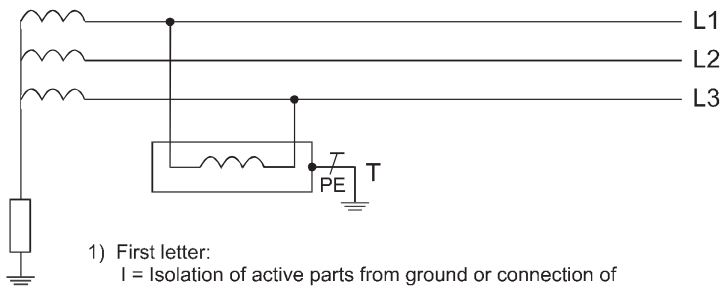 L1
L2
L3
PE T
1) First letter:
I = Isolation of active parts from ground or connection of